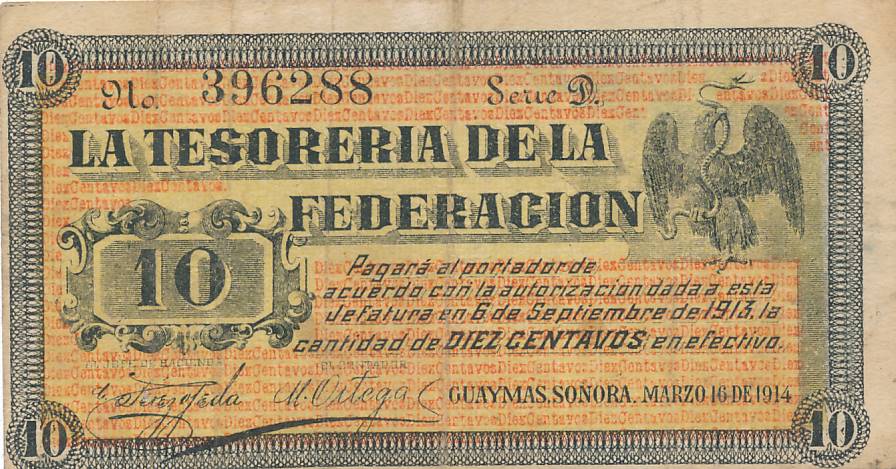 10 10
No. 396288 Serie D.
LA TESORERIA DE LA
FEDERACION
10
Pagará al portador de
acuerdo con la autorizacion dada a esta
Jefatura en 6 de Septiembre de 1913, la
cantidad de DIEZ CENTAVOS, en efectivo.
M. Ortega
GUAYMAS, SONORA. MARZO 16 DE 1914
10 10